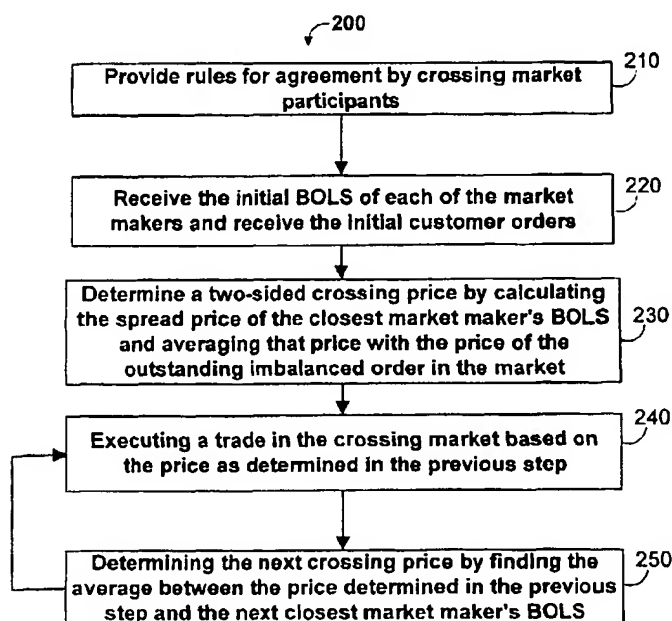 200
Provide rules for agreement by crossing market
participants
210
Receive the initial BOLS of each of the market
makers and receive the initial customer orders
220
Determine a two-sided crossing price by calculating
the spread price of the closest market maker's BOLS
and averaging that price with the price of the
outstanding imbalanced order in the market
230
Executing a trade in the crossing market based on
the price as determined in the previous step
240
Determining the next crossing price by finding the
average between the price determined in the previous
step and the next closest market maker's BOLS
250